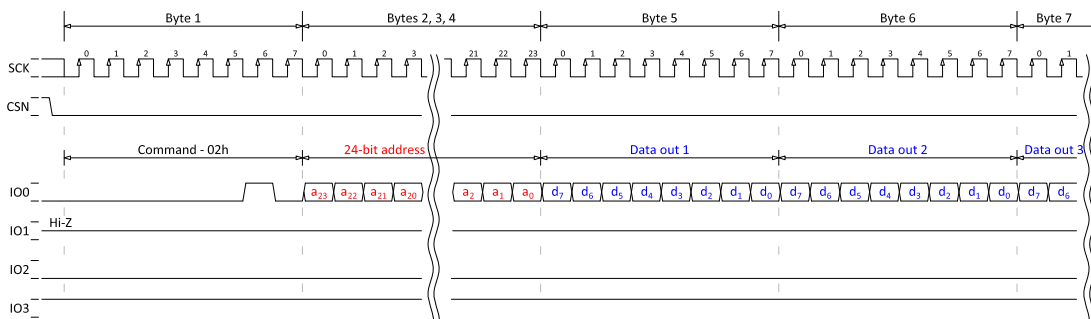 Byte 1 Bytes 2, 3, 4 Byte 5 Byte 6 Byte 7
0 1 2 3 4 5 6 7 0 1 2 3 21 22 23 0 1 2 3 4 5 6 7 0 1 2 3 4 5 6 7 0 1
SCK
CSN
Command - 02h 24-bit address Data out 1 Data out 2 Data out 3
IO0 a23 a22 a21 a20 a2 a1 a0 d7 d6 d5 d4 d3 d2 d1 d0 d7 d6 d5 d4 d3 d2 d1 d0 d7 d6
Hi-Z
IO1
IO2
IO3